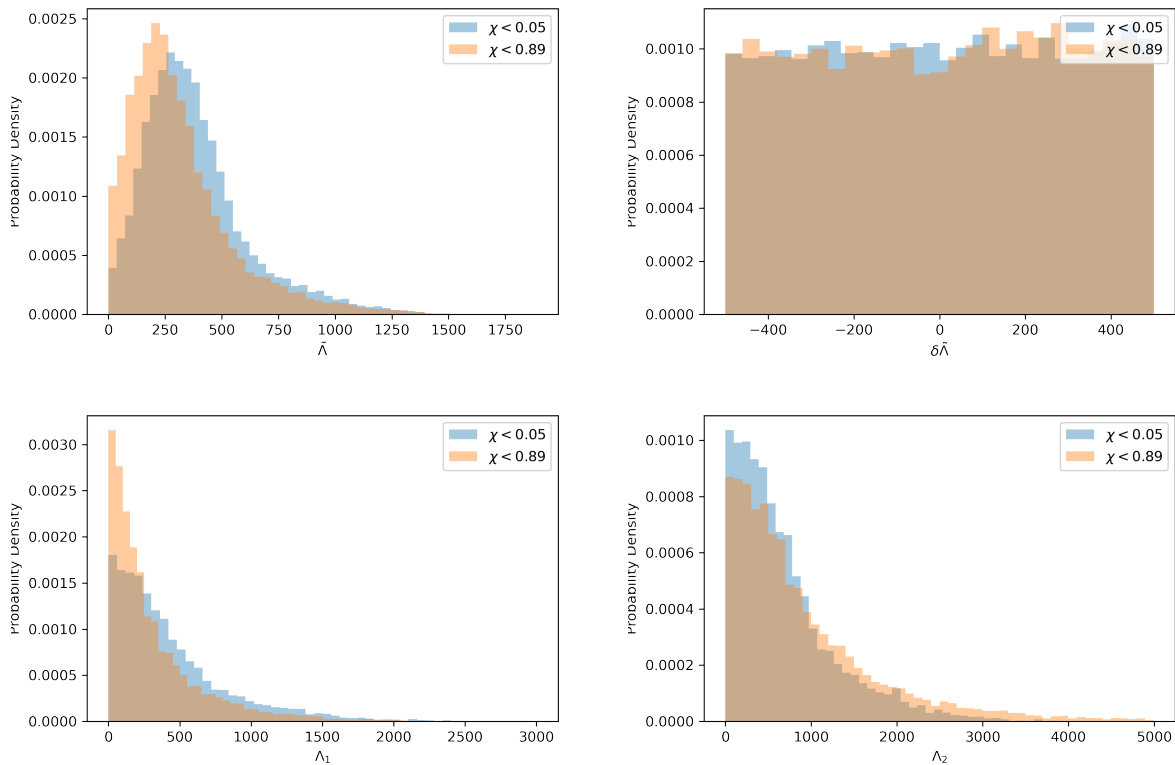 0.0025
0.0020
0.0015
0.0010
0.0005
0.0000
Probability Density
0 250 500 750 1000 1250 1500 1750
Λ̃
χ < 0.05
χ < 0.89
0.0010
0.0008
0.0006
0.0004
0.0002
0.0000
Probability Density
−400 −200 0 200 400
δΛ̃
χ < 0.05
χ < 0.89
0.0030
0.0025
0.0020
0.0015
0.0010
0.0005
0.0000
Probability Density
0 500 1000 1500 2000 2500 3000
Λ₁
χ < 0.05
χ < 0.89
0.0010
0.0008
0.0006
0.0004
0.0002
0.0000
Probability Density
0 1000 2000 3000 4000 5000
Λ₂
χ < 0.05
χ < 0.89